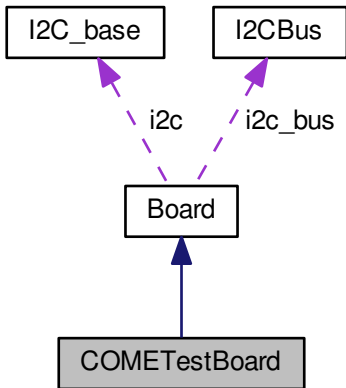 I2C_base
I2CBus
i2c
i2c_bus
Board
COMETestBoard